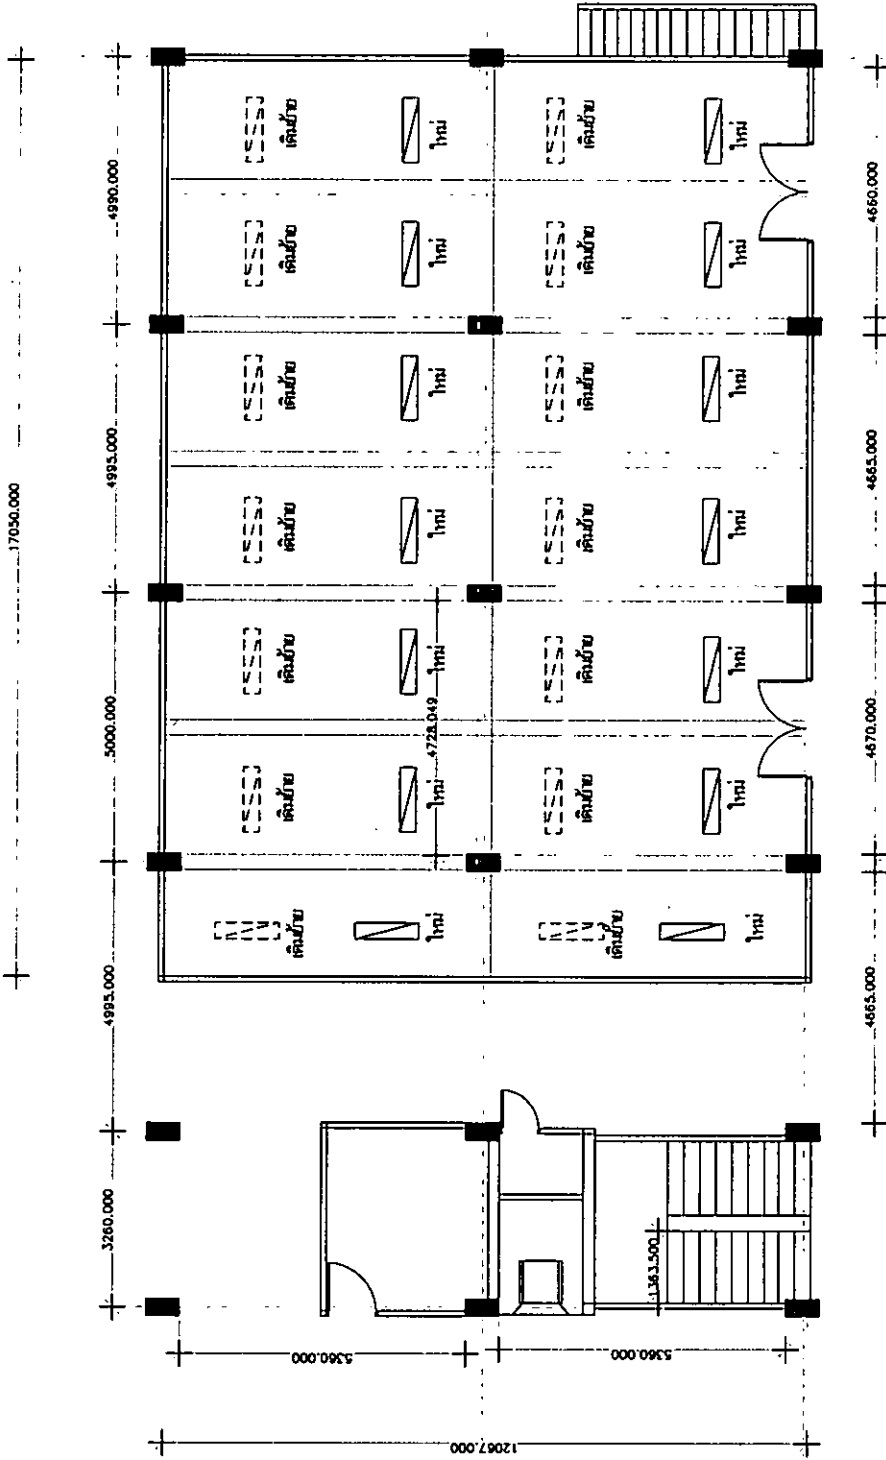 เดิมย้าย
ใหม่
เดิมย้าย
ใหม่
4990.000
4660.000
เดิมย้าย
ใหม่
เดิมย้าย
ใหม่
เดิมย้าย
ใหม่
เดิมย้าย
ใหม่
4995.000
4665.000
17050.000
เดิมย้าย
ใหม่
เดิมย้าย
ใหม่
เดิมย้าย
ใหม่
เดิมย้าย
ใหม่
5000.000
4728.049
4670.000
เดิมย้าย
ใหม่
เดิมย้าย
ใหม่
เดิมย้าย
ใหม่
เดิมย้าย
ใหม่
4995.000
4665.000
3260.000
1363.500
5360.000
5360.000
12067.000